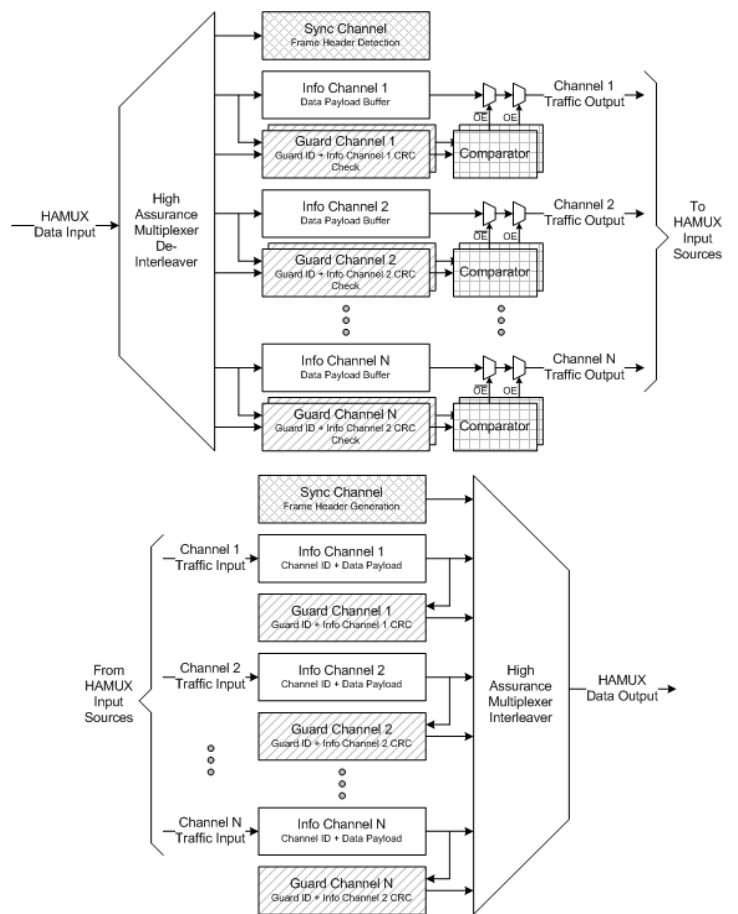 Sync Channel
Frame Header Detection
Info Channel 1
Data Payload Buffer
Channel 1
Traffic Output
OE
OE
Guard Channel 1
Guard ID + Info Channel 1 CRC
Check
Comparator
HAMUX
Data Input
High
Assurance
Multiplexer
De-
Interleaver
Info Channel 2
Data Payload Buffer
Channel 2
Traffic Output
OE
OE
Guard Channel 2
Guard ID + Info Channel 2 CRC
Check
Comparator
To
HAMUX
Input
Sources
Info Channel N
Data Payload Buffer
Channel N
Traffic Output
OE
OE
Guard Channel N
Guard ID + Info Channel 2 CRC
Check
Comparator
Sync Channel
Frame Header Generation
Channel 1
Traffic Input
Info Channel 1
Channel ID + Data Payload
Guard Channel 1
Guard ID + Info Channel 1 CRC
From
HAMUX
Input
Sources
Channel 2
Traffic Input
Info Channel 2
Channel ID + Data Payload
Guard Channel 2
Guard ID + Info Channel 2 CRC
High
Assurance
Multiplexer
Interleaver
HAMUX
Data Output
Channel N
Traffic Input
Info Channel N
Channel ID + Data Payload
Guard Channel N
Guard ID + Info Channel 2 CRC